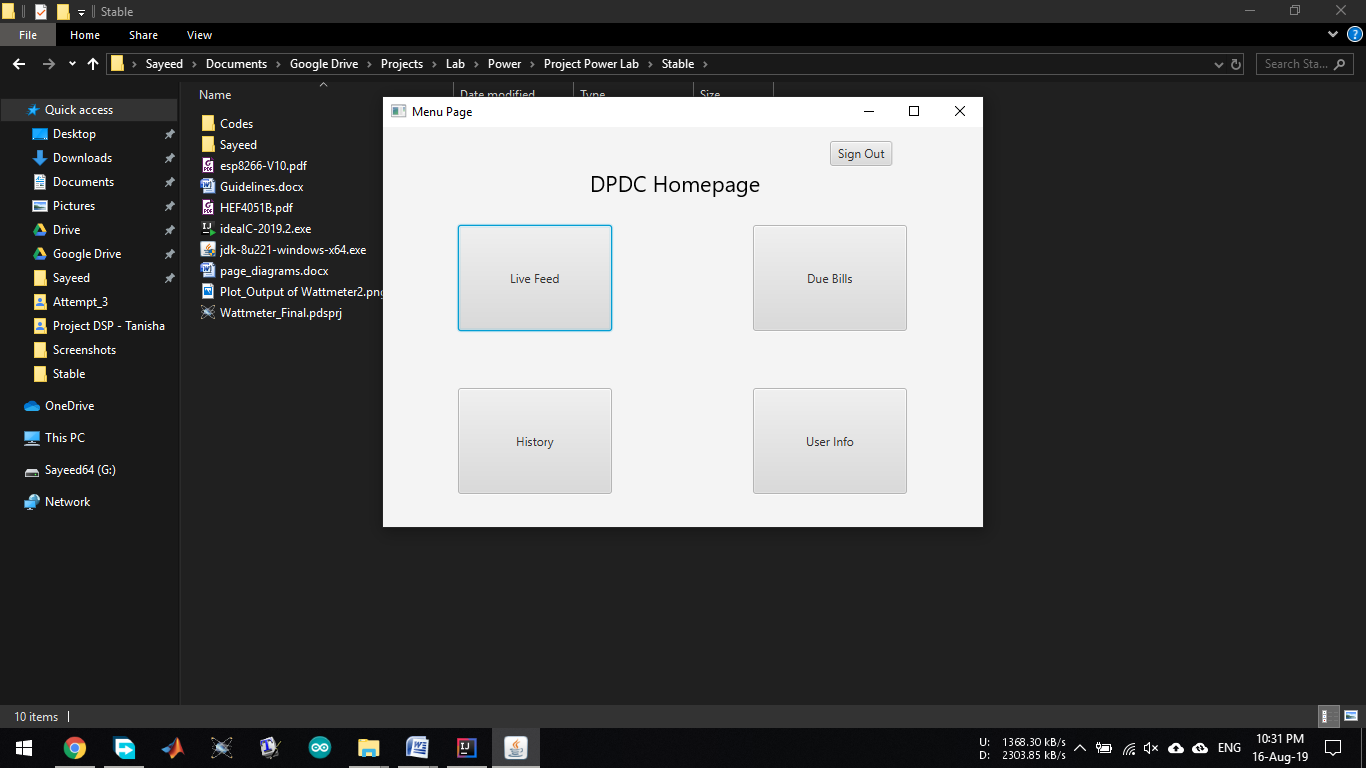 Stable
File Home Share View
Sayeed Documents Google Drive Projects Lab Power Project Power Lab Stable Search Sta...
Name Date modified Type Size
Quick access
Desktop
Downloads
Documents
Pictures
Drive
Google Drive
Sayeed
Attempt_3
Project DSP - Tanisha
Screenshots
Stable
OneDrive
This PC
Sayeed64 (G:)
Network
Codes
Sayeed
esp8266-V10.pdf
Guidelines.docx
HEF4051B.pdf
ideaIC-2019.2.exe
jdk-8u221-windows-x64.exe
page_diagrams.docx
Plot_Output of Wattmeter2.png
Wattmeter_Final.pdsprj
Menu Page
Sign Out
DPDC Homepage
Live Feed Due Bills
History User Info
10 items
U: 1368.30 kB/s
D: 2303.85 kB/s
ENG
10:31 PM
16-Aug-19